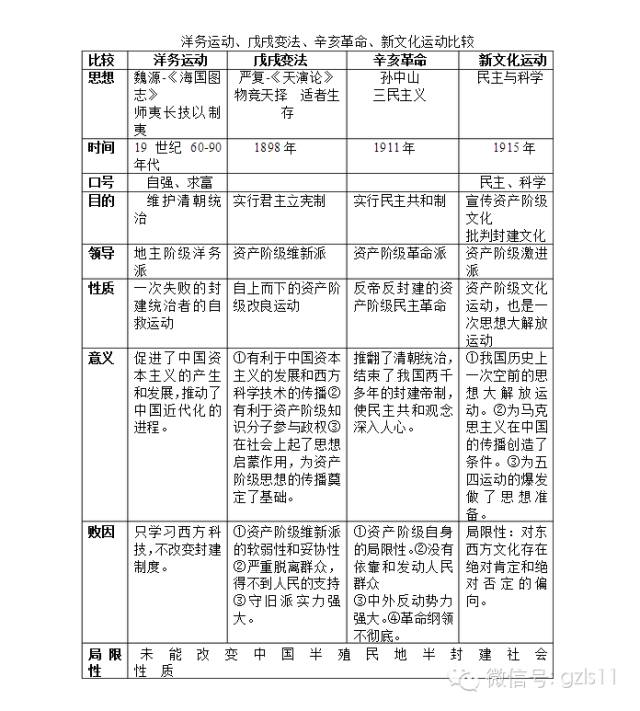 洋务运动、戊戌变法、辛亥革命、新文化运动比较
比较 洋务运动 戊戌变法 辛亥革命 新文化运动
思想 魏源-《海国图 严复-《天演论》 孙中山 民主与科学
志》 物竞天择 适者生 三民主义
师夷长技以制 存
夷
时间 19 世纪 60-90 1898年 1911年 1915年
年代
口号 自强、求富 民主、科学
目的 维护清朝统 实行君主立宪制 实行民主共和制 宣传资产阶级
治 文化
批判封建文化
领导 地主阶级洋务 资产阶级维新派 资产阶级革命派 资产阶级激进
派 派
性质 一次失败的封 自上而下的资产阶 反帝反封建的资 资产阶级文化
建统治者的自 级改良运动 产阶级民主革命 运动，也是一
救运动 次思想大解放
运动
意义 促进了中国资 ①有利于中国资本 推翻了清朝统治， ①我国历史上
本主义的产生 主义的发展和西方 结束了我国两千 一次空前的思
和发展，推动了 科学技术的传播② 多年的封建帝制， 想大解放运
中国近代化的 有利于资产阶级知 使民主共和观念 动。②为马克
进程。 识分子参与政权③ 深入人心。 思主义在中国
在社会上起了思想 的传播创造了
启蒙作用，为资产 条件。③为五
阶级思想的传播奠 四运动的爆发
定了基础。 做了思想准
备。
败因 只学习西方科 ①资产阶级维新派 ①资产阶级自身 局限性：对东
技，不改变封建 的软弱性和妥协性 的局限性。②没有 西方文化存在
制度。 ②严重脱离群众， 依靠和发动人民 绝对肯定和绝
得不到人民的支持 群众 对否定的偏
③守旧派实力强 ③中外反动势力 向。
大。 强大。④革命纲领
不彻底。
局限 未能改变中国半殖民地半封建社会
性 性质
微信号: gzls11